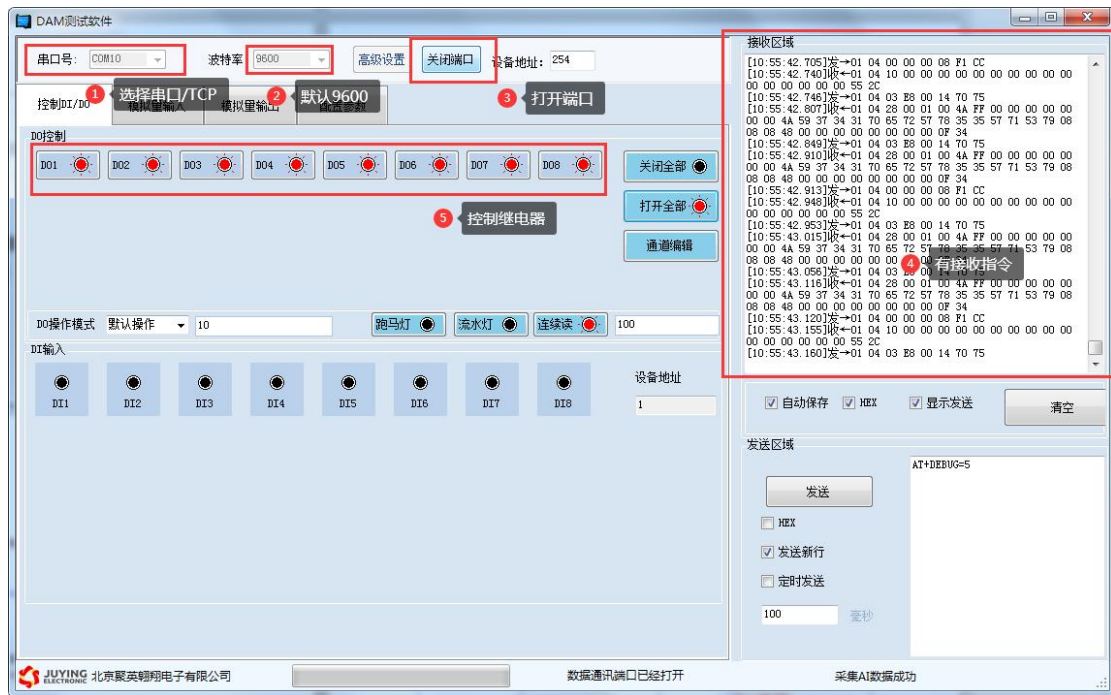 DAM测试软件
串口号: COM10 波特率 9600 高级设置 关闭端口 设备地址: 254
1 选择串口/TCP 2 默认9600 3 打开端口
控制DI/DO 模拟量输入 模拟量输出 配置参数
DO控制
DO1 DO2 DO3 DO4 DO5 DO6 DO7 DO8 关闭全部
打开全部
5 控制继电器
通道编辑
DO操作模式 默认操作 10 跑马灯 流水灯 连续读 100
DI输入
DI1 DI2 DI3 DI4 DI5 DI6 DI7 DI8
设备地址
1
接收区域
[10:55:42.705]发→01 04 00 00 00 08 F1 CC
[10:55:42.740]收←01 04 10 00 00 00 00 00 00 00 00 00
00 00 00 00 00 00 55 2C
[10:55:42.746]发→01 04 03 E8 00 14 70 75
[10:55:42.807]收←01 04 28 00 01 00 4A FF 00 00 00 00 00
00 00 4A 59 37 34 31 70 65 72 57 78 35 35 57 71 53 79 08
08 08 48 00 00 00 00 00 00 00 00 0F 34
[10:55:42.849]发→01 04 03 E8 00 14 70 75
[10:55:42.910]收←01 04 28 00 01 00 4A FF 00 00 00 00 00
00 00 4A 59 37 34 31 70 65 72 57 78 35 35 57 71 53 79 08
08 08 48 00 00 00 00 00 00 00 00 0F 34
[10:55:42.913]发→01 04 00 00 00 08 F1 CC
[10:55:42.948]收←01 04 10 00 00 00 00 00 00 00 00 00
00 00 00 00 00 00 55 2C
[10:55:42.953]发→01 04 03 E8 00 14 70 75
[10:55:43.015]收←01 04 28 00 01 00 4A FF 00 00 00 00 00
00 00 4A 59 37 34 31 70 65 72 57 78 35 35 57 71 53 79 08
08 08 48 00 00 00 00 00
4 有接收指令
[10:55:43.056]发→01 04 03 E8 00 14 70 75
[10:55:43.116]收←01 04 28 00 01 00 4A FF 00 00 00 00 00
00 00 4A 59 37 34 31 70 65 72 57 78 35 35 57 71 53 79 08
08 08 48 00 00 00 00 00 00 00 00 0F 34
[10:55:43.120]发→01 04 00 00 00 08 F1 CC
[10:55:43.155]收←01 04 10 00 00 00 00 00 00 00 00 00
00 00 00 00 00 00 55 2C
[10:55:43.160]发→01 04 03 E8 00 14 70 75
自动保存 HEX 显示发送 清空
发送区域
AT+DEBUG=5
发送
HEX
发送新行
定时发送
100 毫秒
JUYING ELECTRONIC 北京聚英翱翔电子有限公司 数据通讯端口已经打开 采集AI数据成功